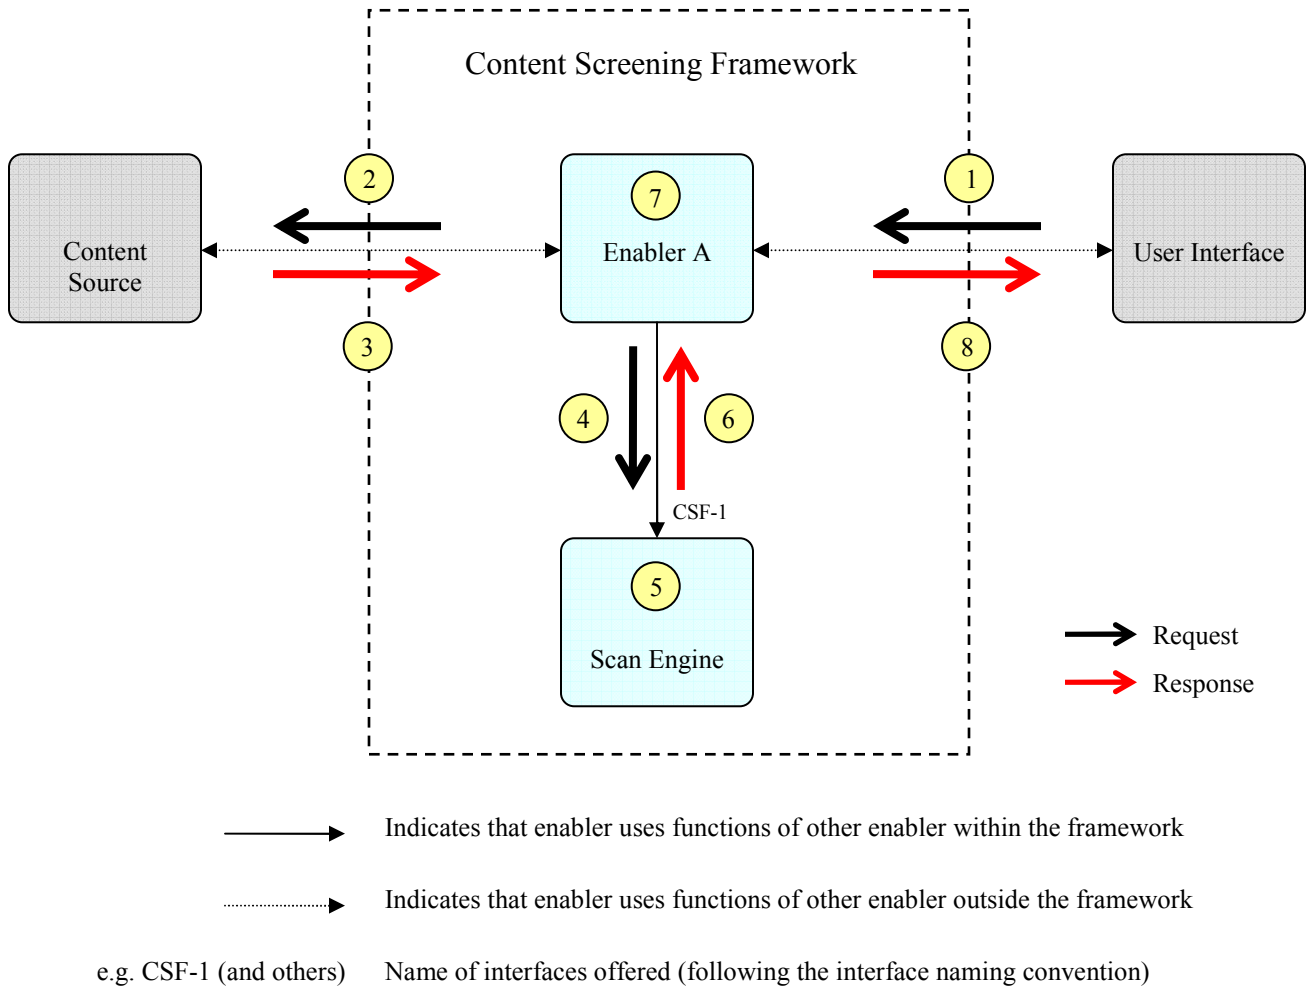 Content Screening Framework
2
7
1
Content
Source
Enabler A
User Interface
3
8
4
6
CSF-1
5
Scan Engine
Request
Response
Indicates that enabler uses functions of other enabler within the framework
Indicates that enabler uses functions of other enabler outside the framework
e.g. CSF-1 (and others) Name of interfaces offered (following the interface naming convention)